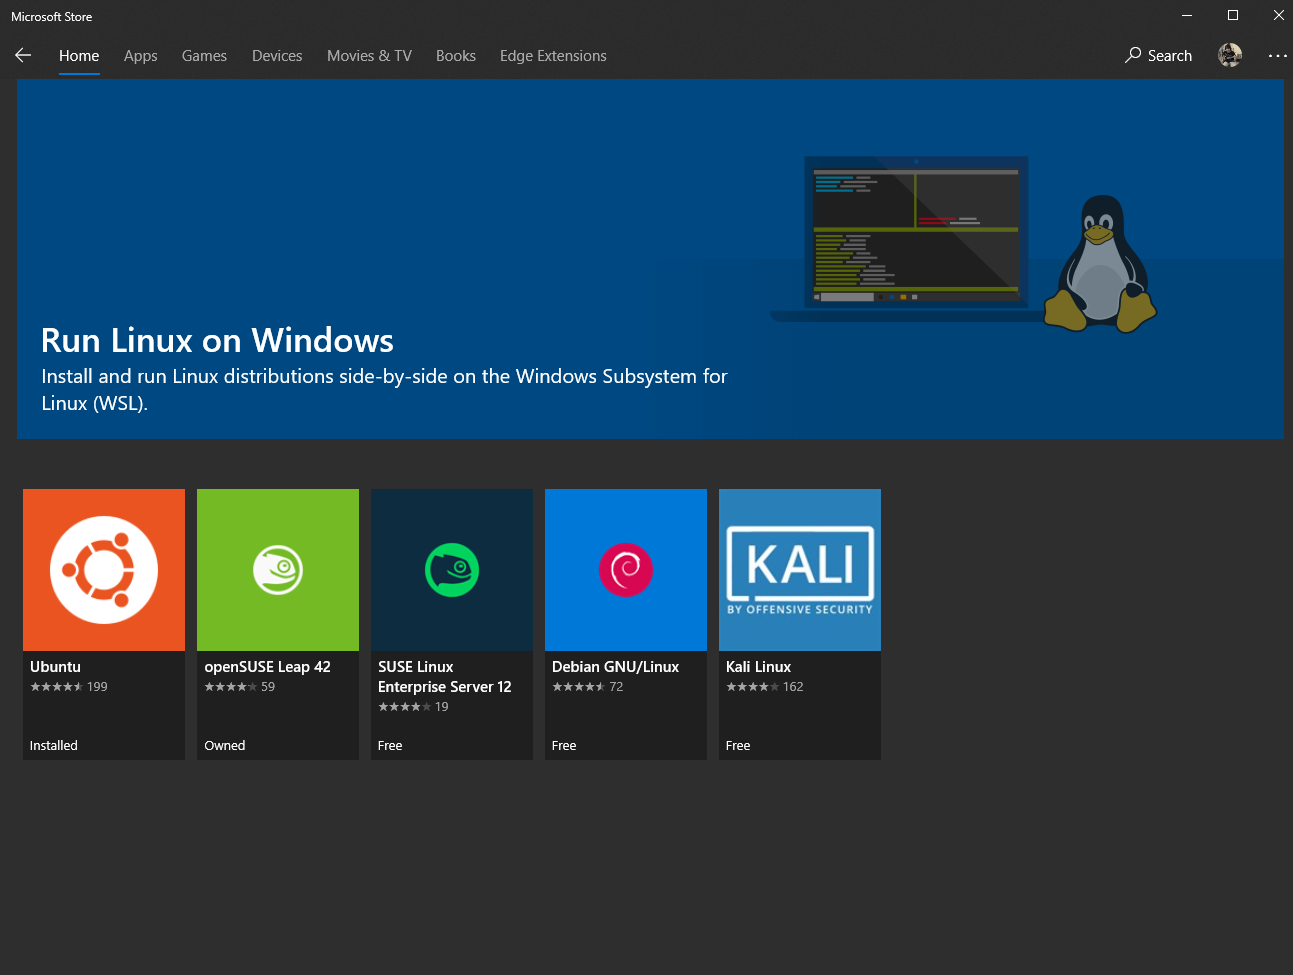 Microsoft Store
Home Apps Games Devices Movies & TV Books Edge Extensions Search
Run Linux on Windows
Install and run Linux distributions side-by-side on the Windows Subsystem for
Linux (WSL).
KALI
BY OFFENSIVE SECURITY
Ubuntu
199
Installed
openSUSE Leap 42
59
Owned
SUSE Linux
Enterprise Server 12
19
Free
Debian GNU/Linux
72
Free
Kali Linux
162
Free